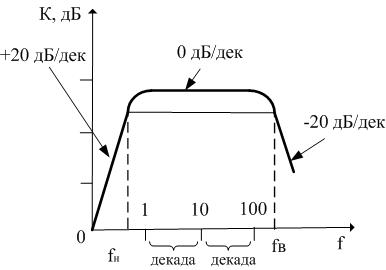 К, дБ
0 дБ/дек
+20 дБ/дек
-20 дБ/дек
1 10 100
0
fн декада декада fв f